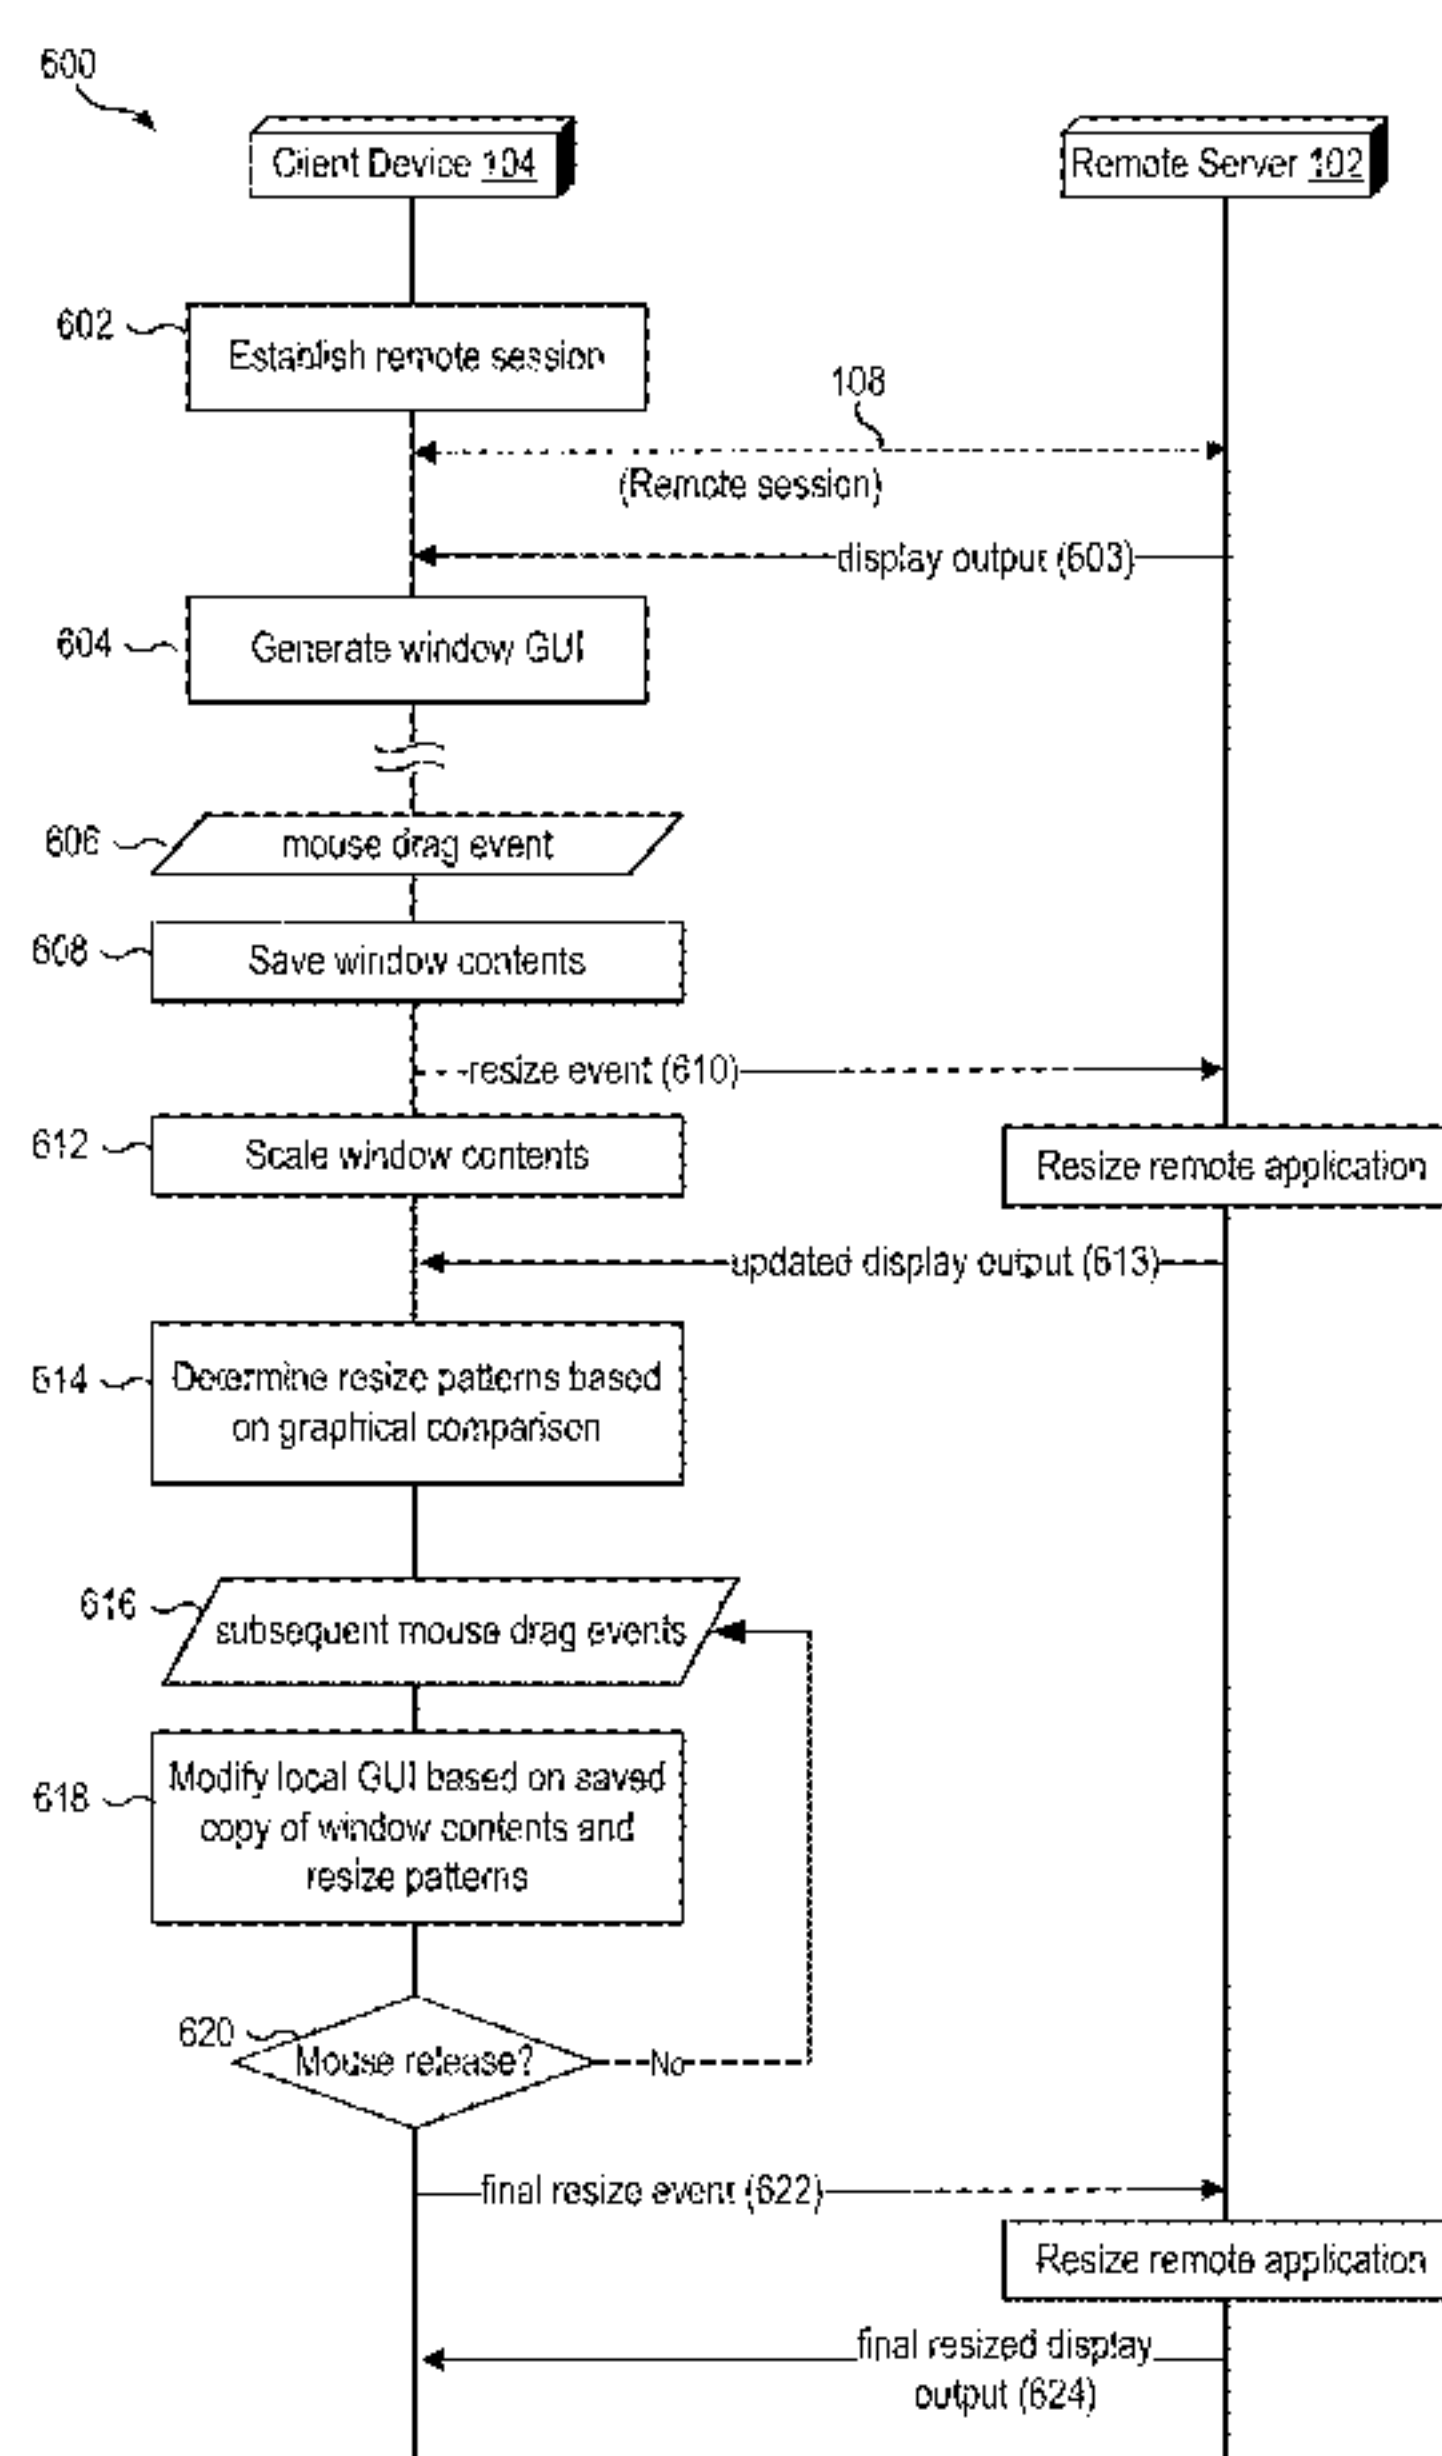 600
Client Device 104
Remote Server 102
602
Establish remote session
108
(Remote session)
display output (603)
604
Generate window GUI
606
mouse drag event
608
Save window contents
resize event (610)
612
Scale window contents
Resize remote application
updated display output (613)
614
Determine resize patterns based
on graphical comparison
616
subsequent mouse drag events
618
Modify local GUI based on saved
copy of window contents and
resize patterns
620
Mouse release?
No
final resize event (622)
Resize remote application
final resized display
output (624)